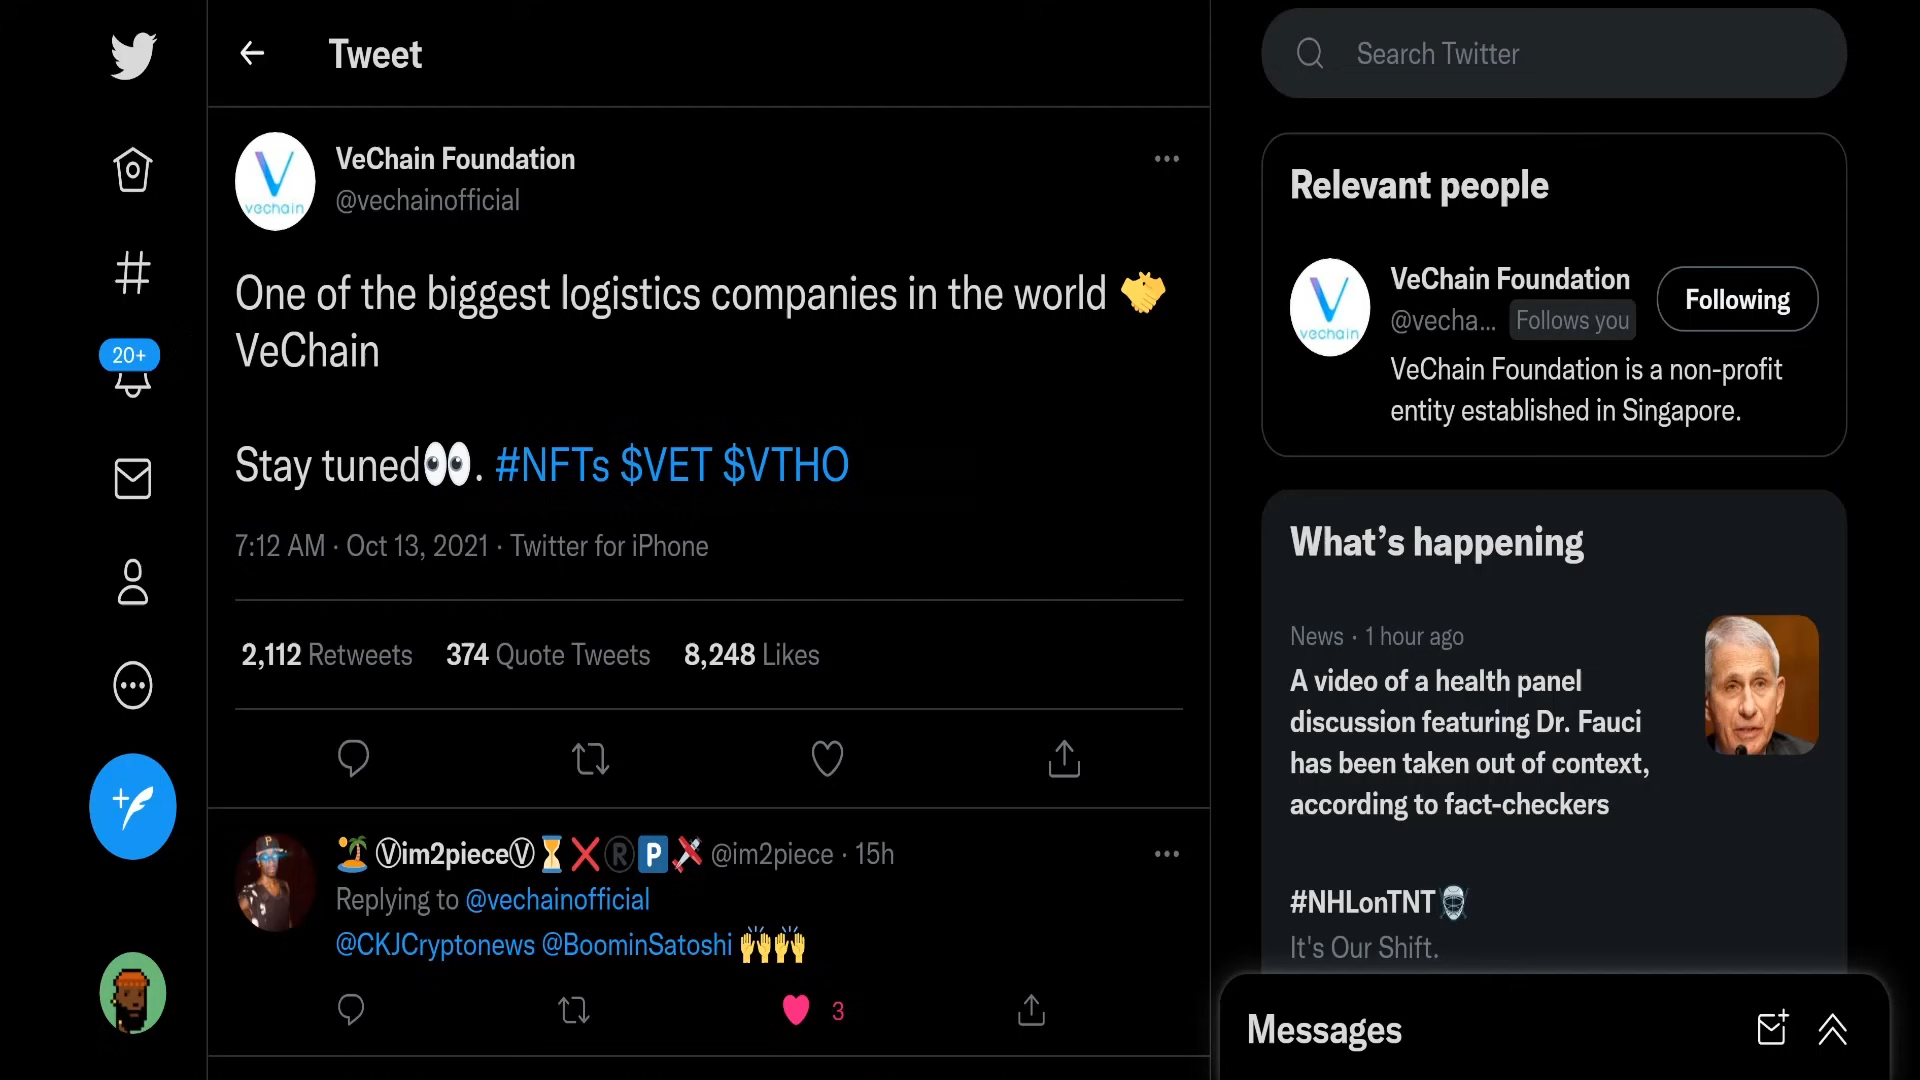 Tweet
Search Twitter
vechain
VeChain Foundation
@vechainofficial
One of the biggest logistics companies in the world 🤝
VeChain
Stay tuned👀. #NFTs $VET $VTHO
7:12 AM · Oct 13, 2021 · Twitter for iPhone
2,112 Retweets 374 Quote Tweets 8,248 Likes
🏝️ Ⓥim2pieceⓋ⏳❌®️🅿️💉 @im2piece · 15h
Replying to @vechainofficial
@CKJCryptonews @BoominSatoshi 🙌🙌
3
20+
Relevant people
vechain
VeChain Foundation
@vecha... Follows you
Following
VeChain Foundation is a non-profit
entity established in Singapore.
What's happening
News · 1 hour ago
A video of a health panel
discussion featuring Dr. Fauci
has been taken out of context,
according to fact-checkers
#NHLonTNT
It's Our Shift.
Messages